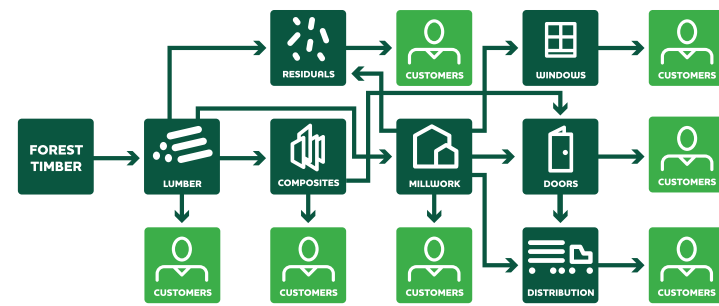 RESIDUALS
CUSTOMERS
WINDOWS
CUSTOMERS
FOREST
TIMBER
LUMBER
COMPOSITES
MILLWORK
DOORS
CUSTOMERS
CUSTOMERS
CUSTOMERS
CUSTOMERS
DISTRIBUTION
CUSTOMERS